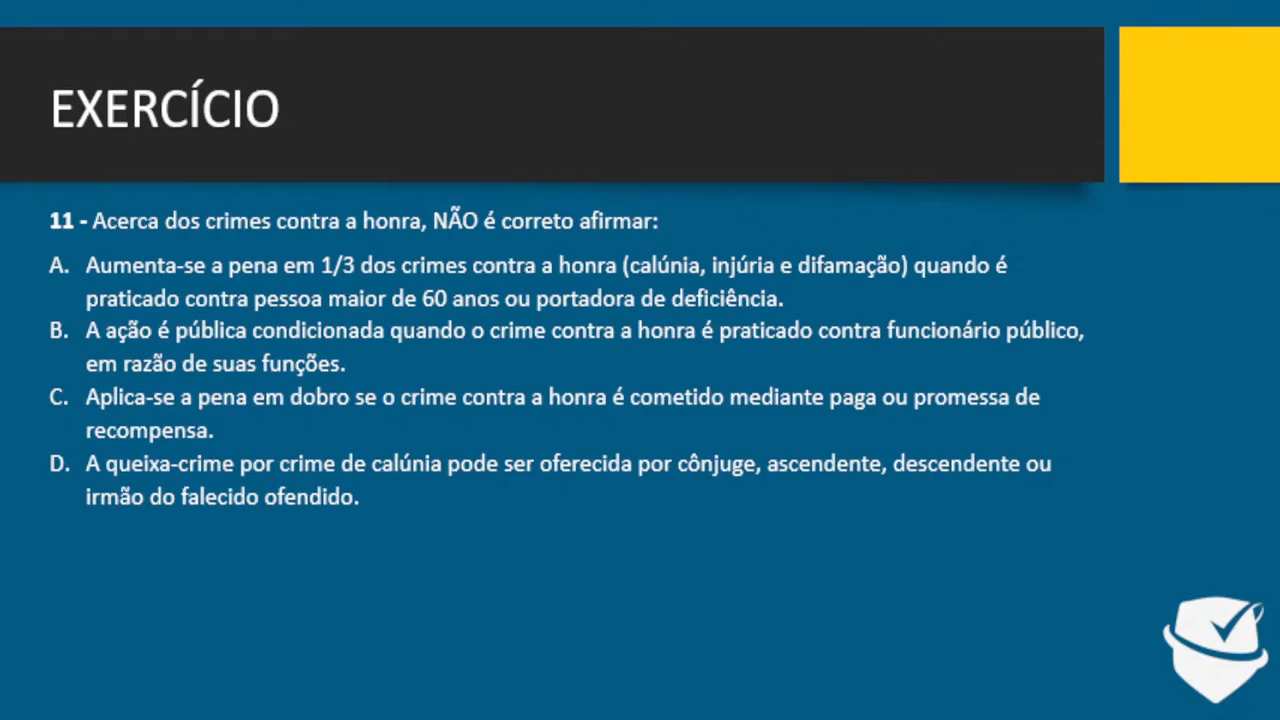 EXERCÍCIO
11 - Acerca dos crimes contra a honra, NÃO é correto afirmar:
A. Aumenta-se a pena em 1/3 dos crimes contra a honra (calúnia, injúria e difamação) quando é
praticado contra pessoa maior de 60 anos ou portadora de deficiência.
B. A ação é pública condicionada quando o crime contra a honra é praticado contra funcionário público,
em razão de suas funções.
C. Aplica-se a pena em dobro se o crime contra a honra é cometido mediante paga ou promessa de
recompensa.
D. A queixa-crime por crime de calúnia pode ser oferecida por cônjuge, ascendente, descendente ou
irmão do falecido ofendido.